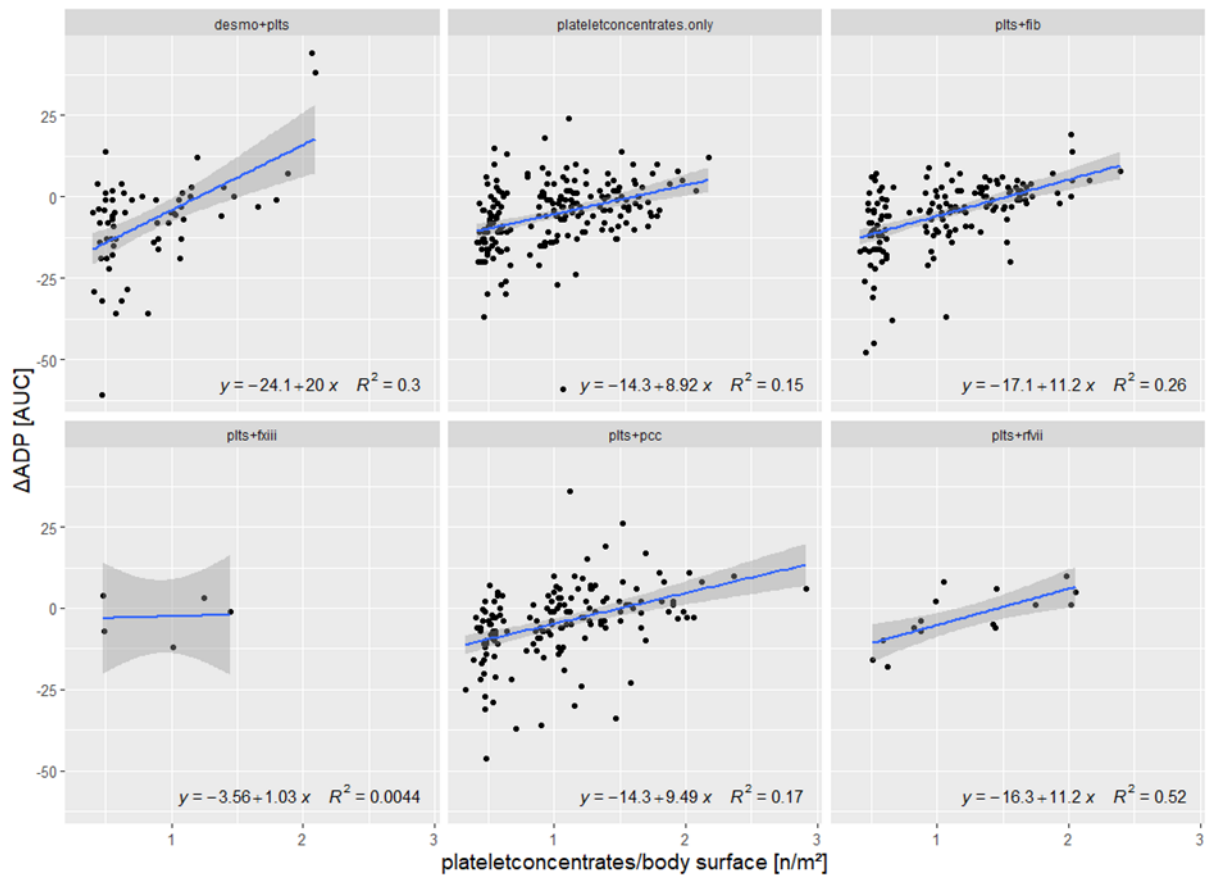 desmo+plts plateletconcentrates.only plts+fib
25
0
-25
-50
y = −24.1+20 x R² = 0.3
y = −14.3+8.92 x R² = 0.15
y = −17.1+11.2 x R² = 0.26
ΔADP [AUC]
plts+fxiii plts+pcc plts+rfvii
25
0
-25
-50
y = −3.56+1.03 x R² = 0.0044
y = −14.3+9.49 x R² = 0.17
y = −16.3+11.2 x R² = 0.52
1 2 3 1 2 3 1 2 3
plateletconcentrates/body surface [n/m²]